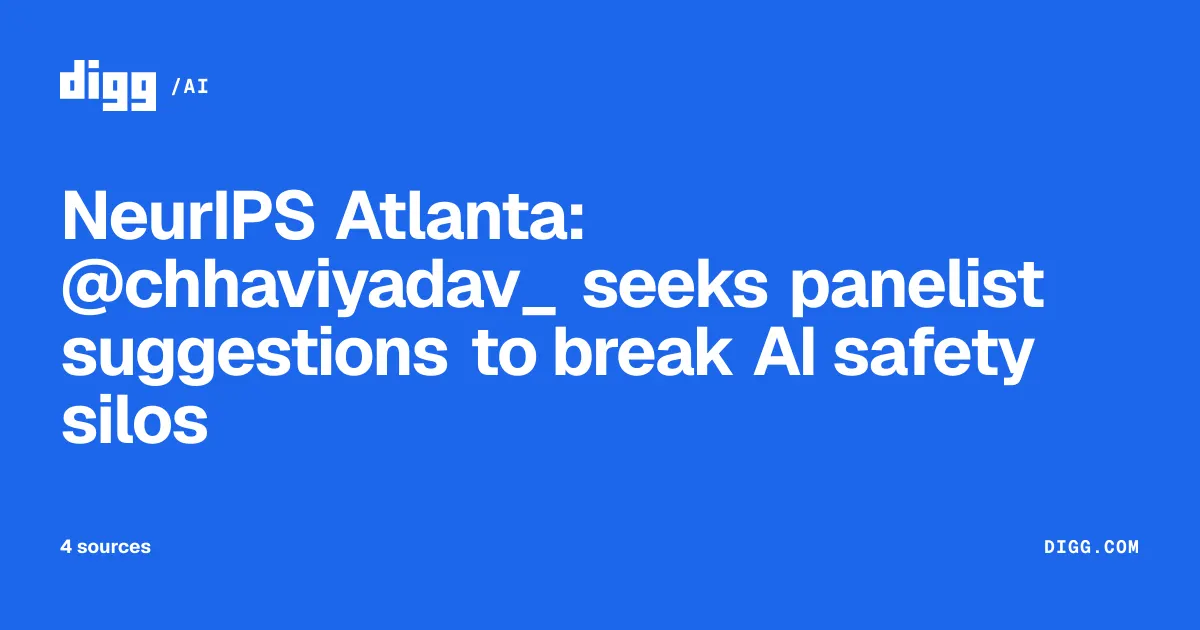 digg /AI
NeurIPS Atlanta:
@chhaviyadav_ seeks panelist
suggestions to break AI safety
silos
4 sources
DIGG.COM